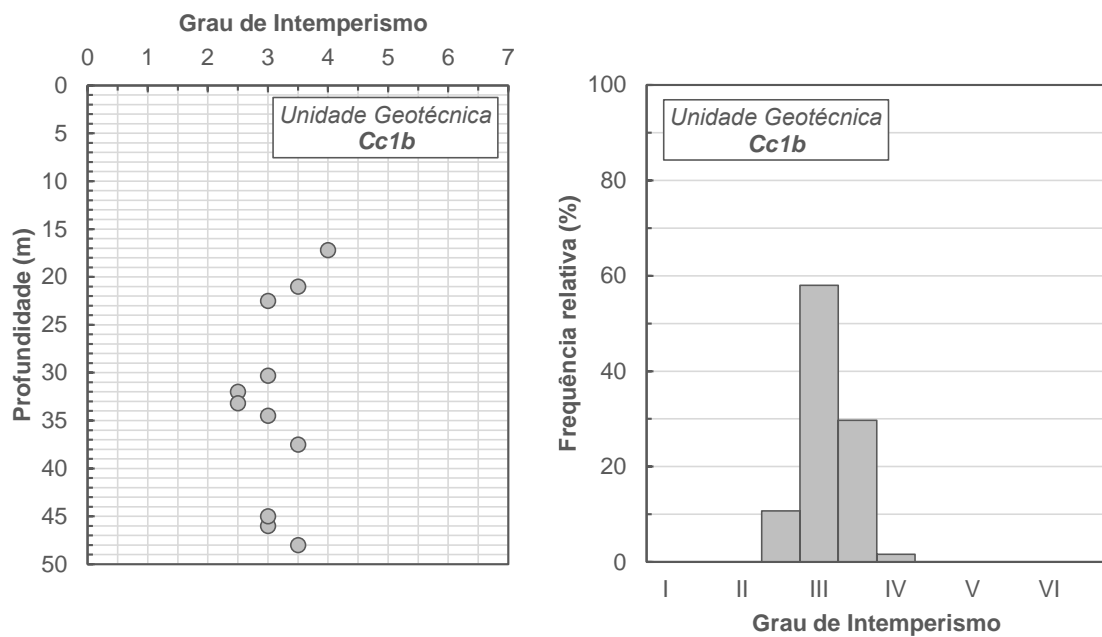 Grau de Intemperismo
0 1 2 3 4 5 6 7
Unidade Geotécnica
Cc1b
Profundidade (m)
0
5
10
15
20
25
30
35
40
45
50
Unidade Geotécnica
Cc1b
Frequência relativa (%)
100
80
60
40
20
0
I II III IV V VI
Grau de Intemperismo